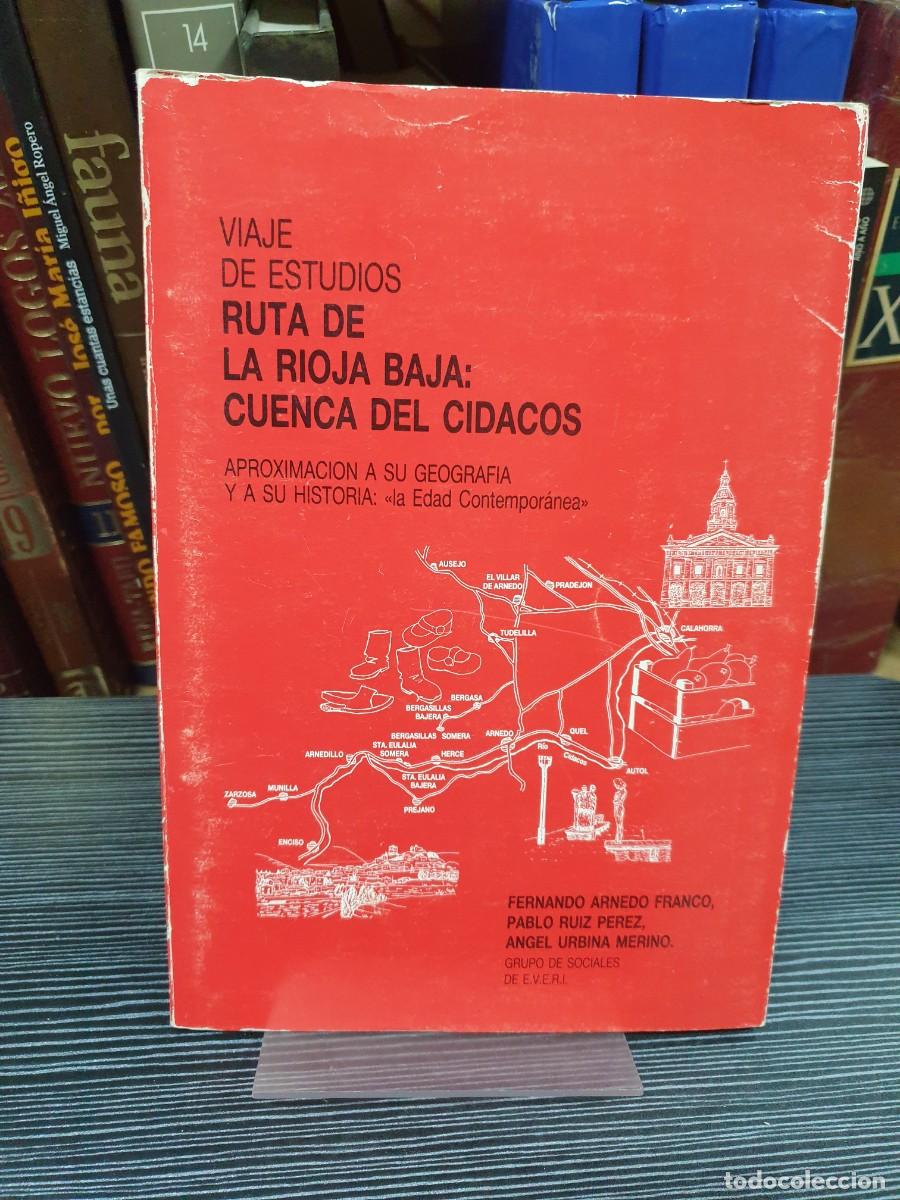 14
fauna
NUEVO LOGOS
FAMOSO
por José María Iñigo
Unas cuantas estancias
Miguel Ángel Ropero
AÑO A AÑO
X
VIAJE
DE ESTUDIOS
RUTA DE
LA RIOJA BAJA:
CUENCA DEL CIDACOS
APROXIMACION A SU GEOGRAFIA
Y A SU HISTORIA: «la Edad Contemporánea»
AUSEJO
EL VILLAR
DE ARNEDO
PRADEJON
TUDELILLA
CALAHORRA
BERGASA
BERGASILLAS
BAJERA
BERGASILLAS SOMERA
ARNEDO
QUEL
STA. EULALIA
SOMERA
HERCE
ARNEDILLO
Río
Cidacos
AUTOL
STA. EULALIA
BAJERA
MUNILLA
ZARZOSA
PREJANO
ENCISO
FERNANDO ARNEDO FRANCO,
PABLO RUIZ PEREZ,
ANGEL URBINA MERINO.
GRUPO DE SOCIALES
DE E.V.E.R.I.
todocoleccion